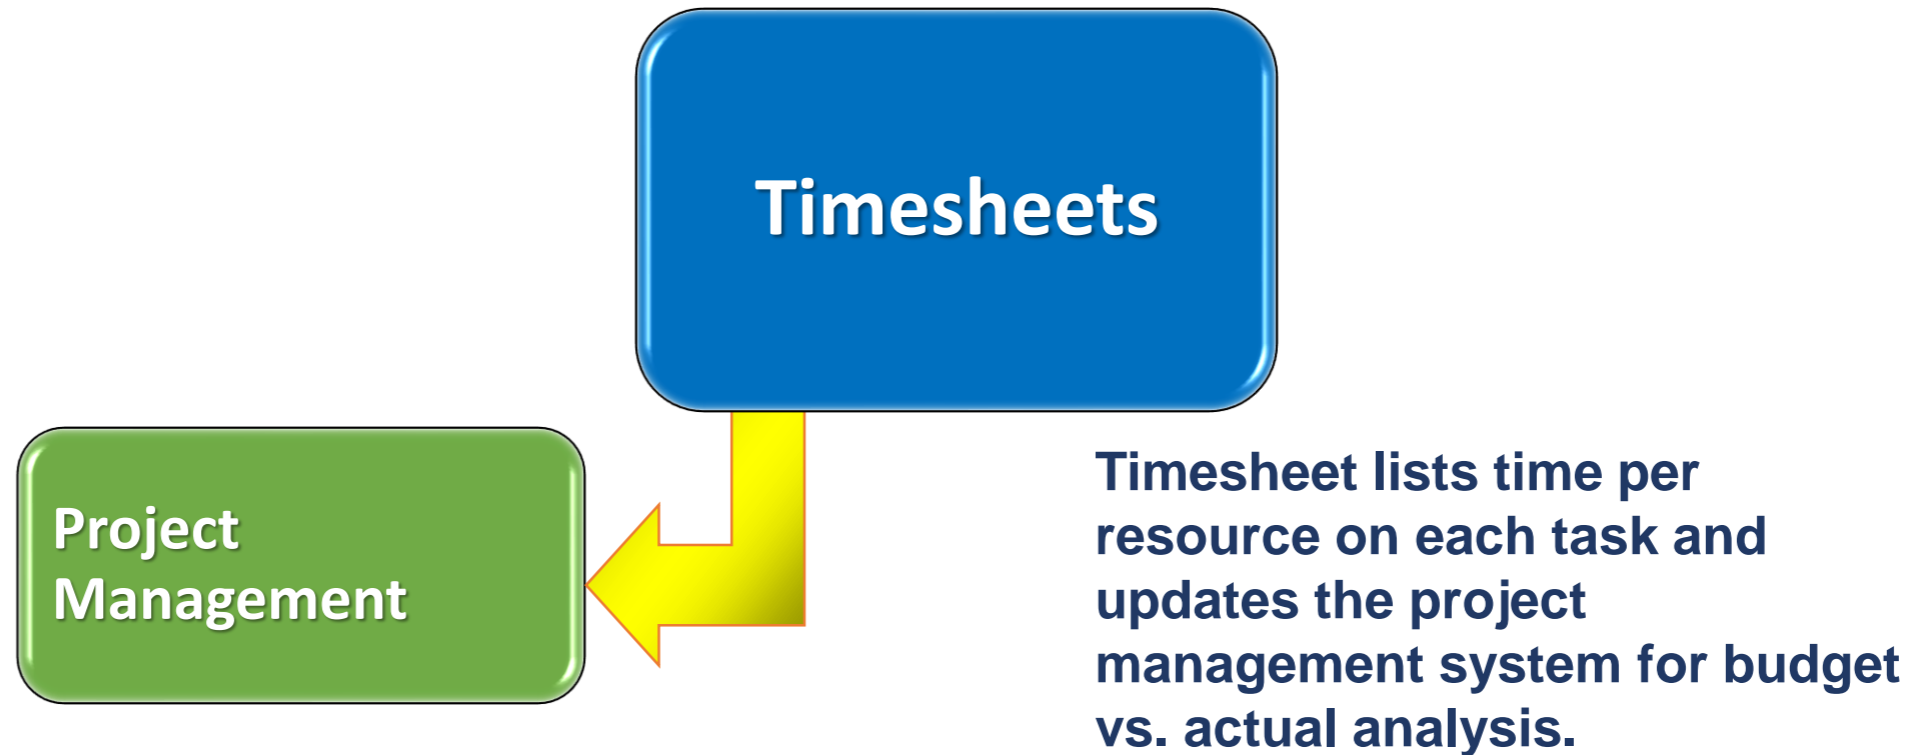 Timesheets
Project
Management
Timesheet lists time per
resource on each task and
updates the project
management system for budget
vs. actual analysis.